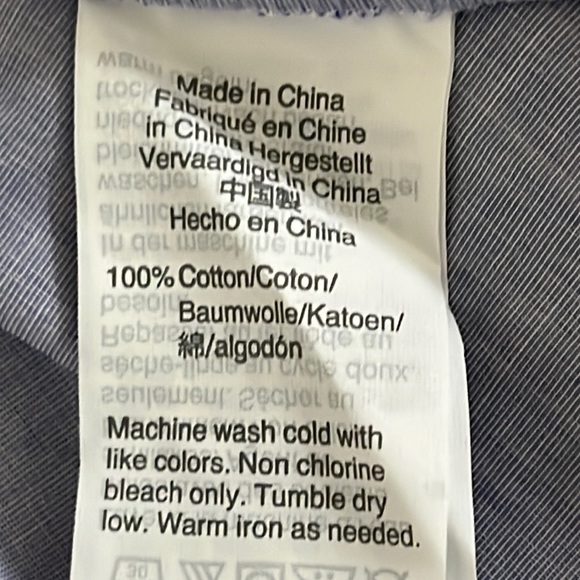 Made in China
Fabriqué en Chine
in China Hergestellt
Vervaardigd in China
中国製
Hecho en China
100% Cotton/Coton/
Baumwolle/Katoen/
綿/algodón
Machine wash cold with
like colors. Non chlorine
bleach only. Tumble dry
low. Warm iron as needed.
30